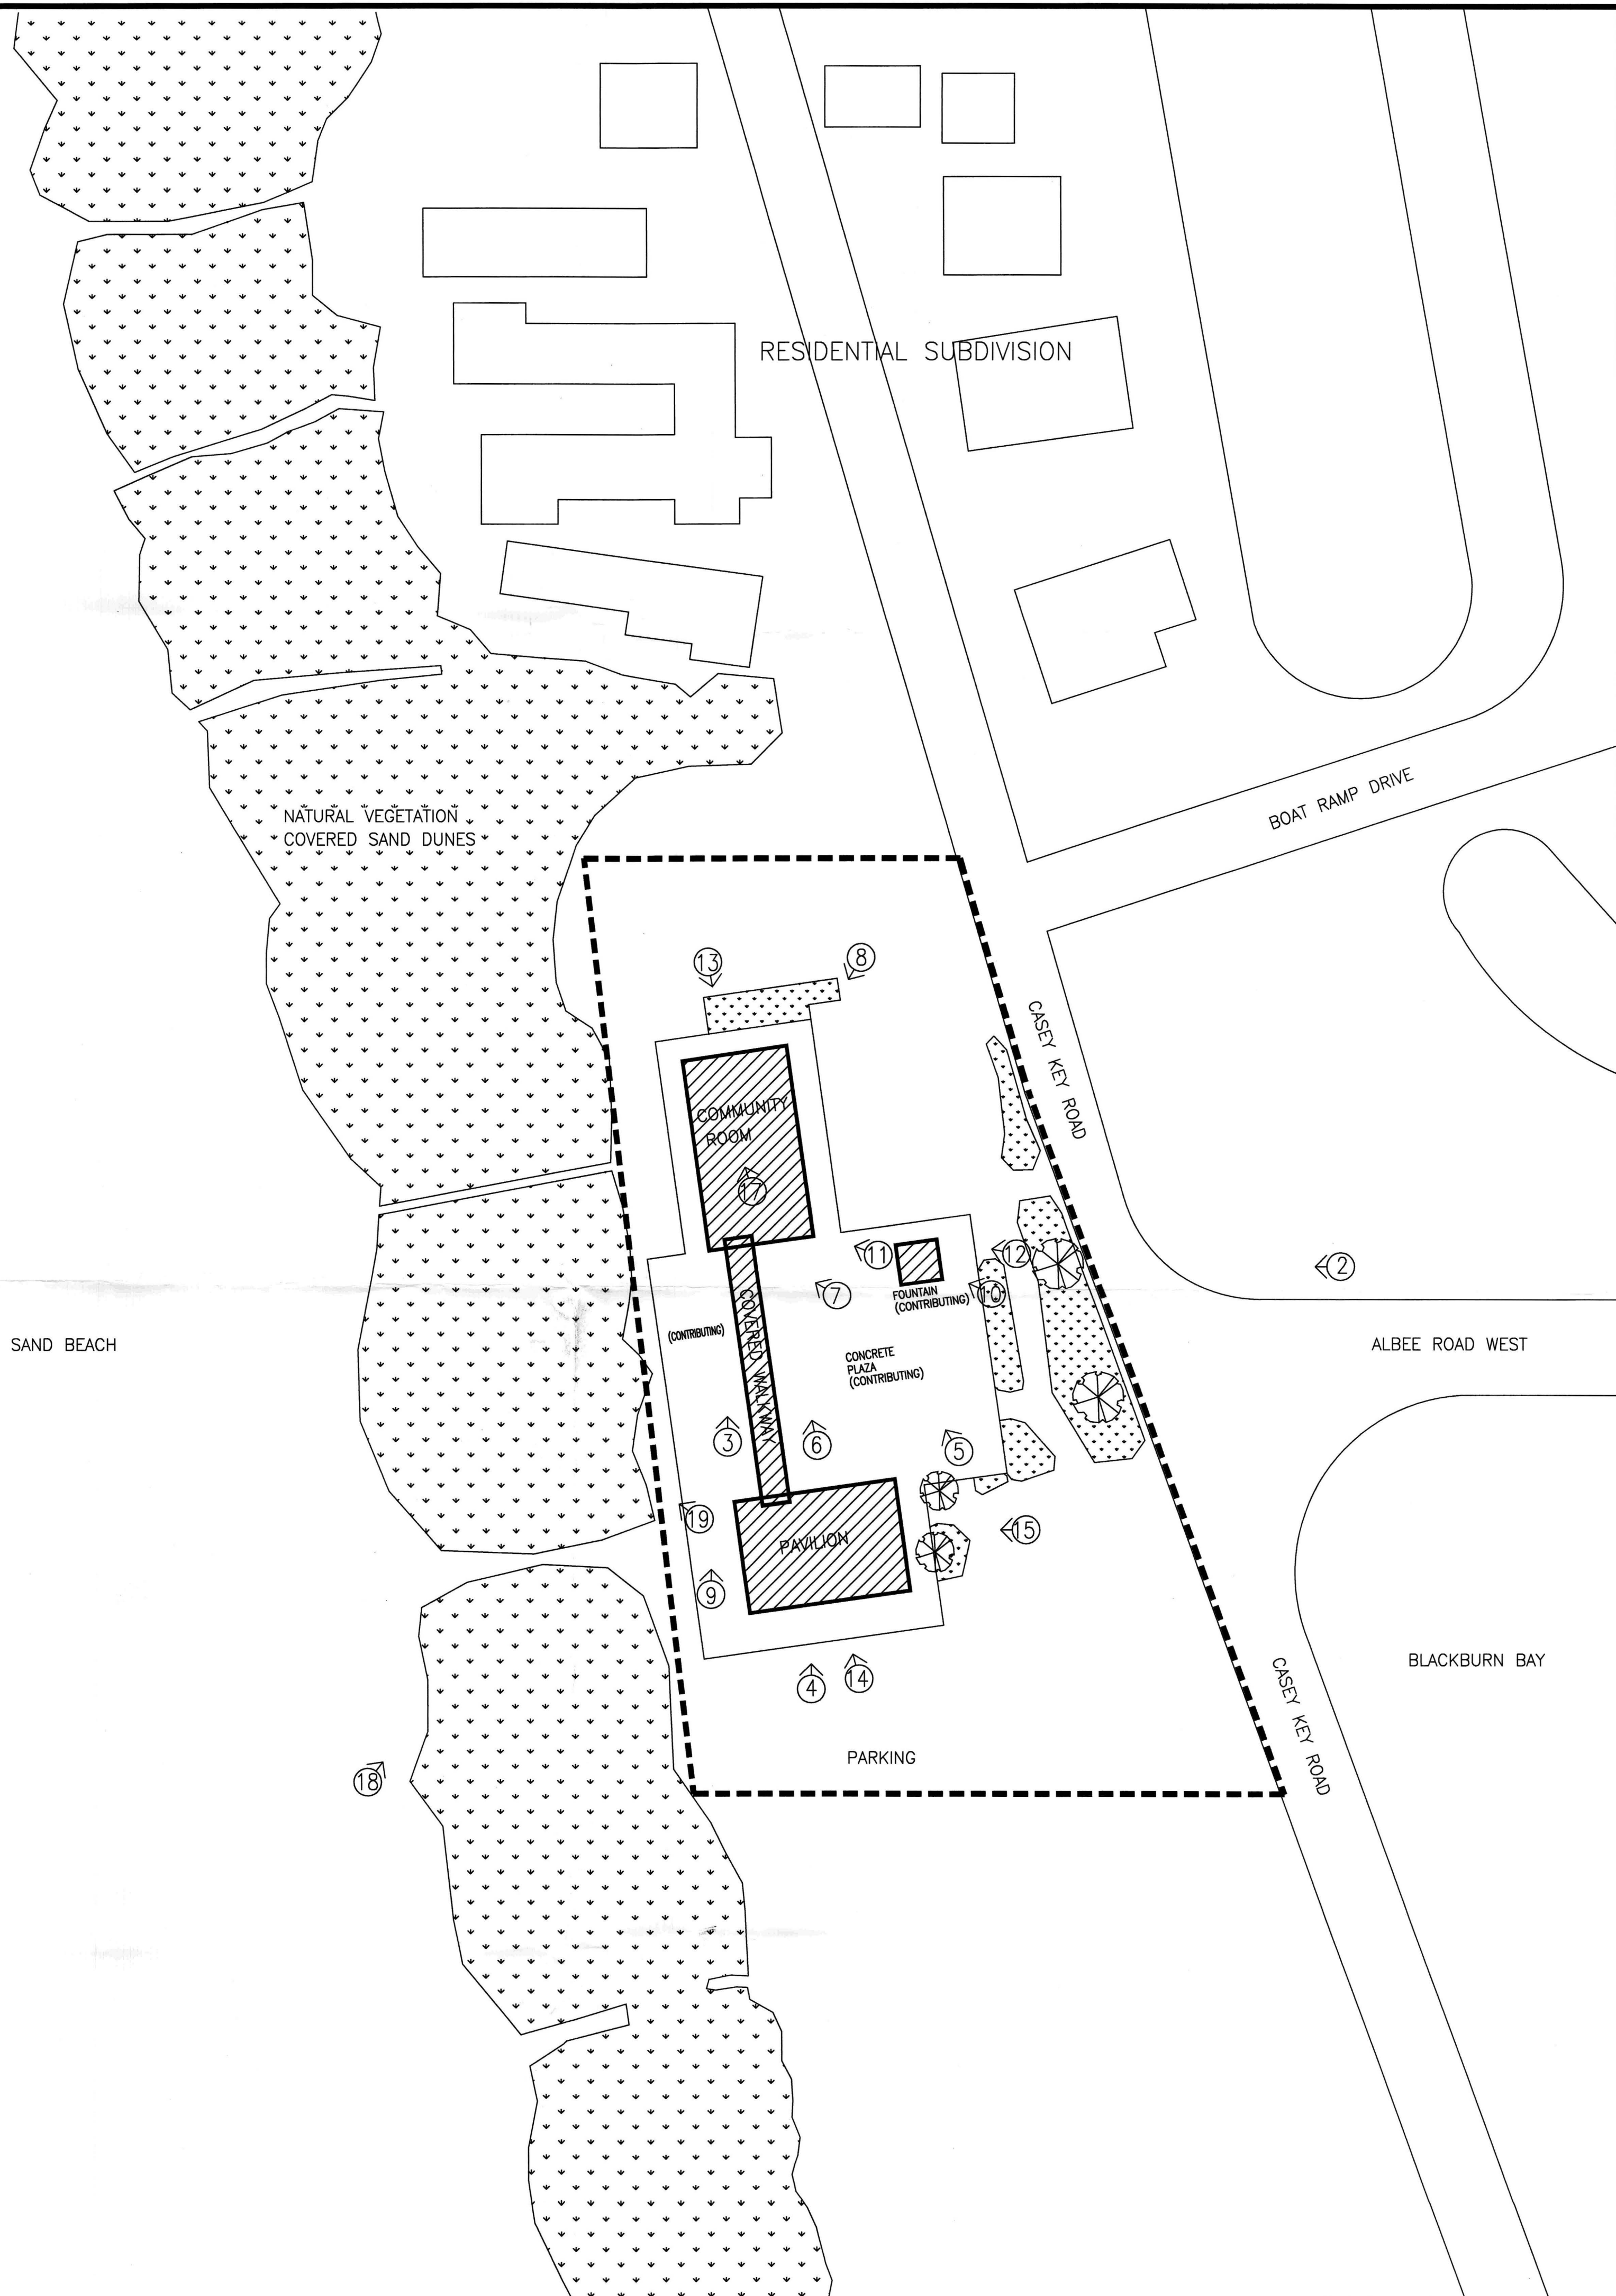 RESIDENTIAL SUBDIVISION
BOAT RAMP DRIVE
NATURAL VEGETATION
COVERED SAND DUNES
13
8
CASEY KEY ROAD
COMMUNITY
ROOM
17
11
12
2
7
10
FOUNTAIN
(CONTRIBUTING)
SAND BEACH
(CONTRIBUTING)
COVERED WALKWAY
CONCRETE
PLAZA
(CONTRIBUTING)
ALBEE ROAD WEST
3
6
5
19
15
PAVILION
9
4
14
BLACKBURN BAY
CASEY KEY ROAD
PARKING
18